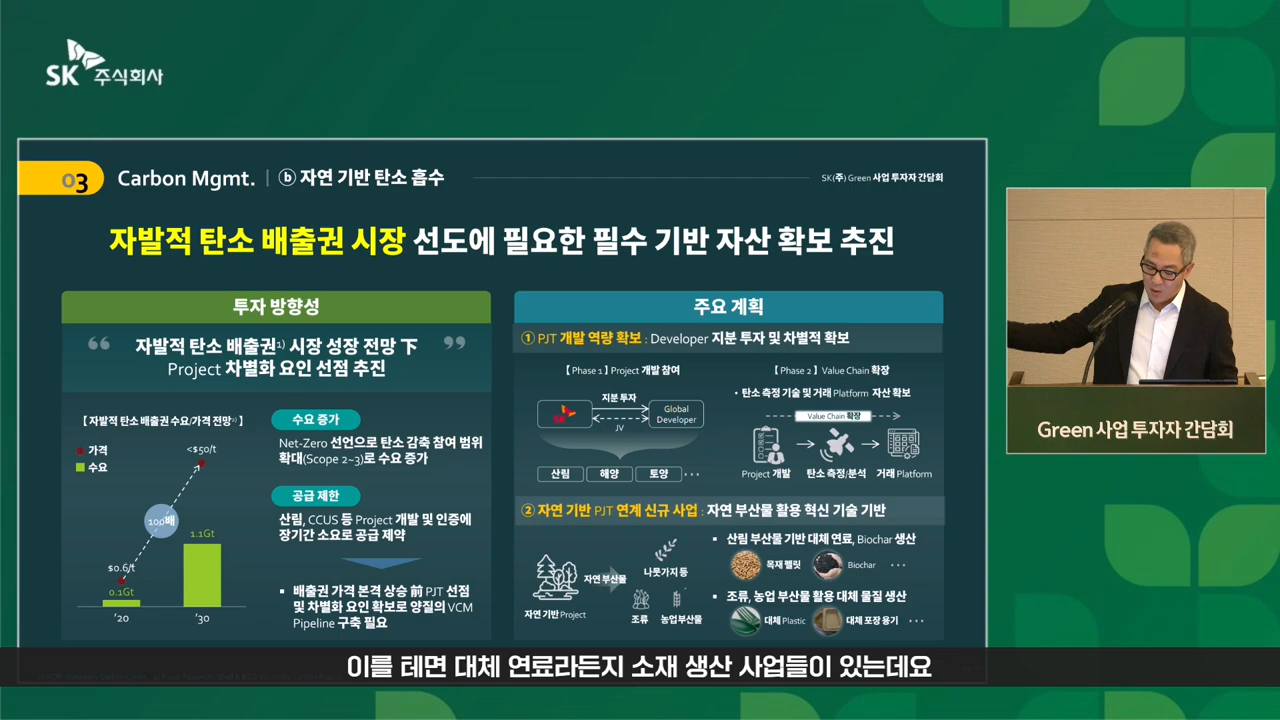 SK 주식회사
03 Carbon Mgmt. | ⓑ 자연 기반 탄소 흡수
SK(주) Green 사업 투자자 간담회
자발적 탄소 배출권 시장 선도에 필요한 필수 기반 자산 확보 추진
투자 방향성
“ 자발적 탄소 배출권1) 시장 성장 전망 下 ”
Project 차별화 요인 선점 추진
【 자발적 탄소 배출권 수요/가격 전망2) 】
가격
수요
<$50/t
100배
1.1Gt
$0.6/t
0.1Gt
'20
'30
수요 증가
Net-Zero 선언으로 탄소 감축 참여 범위
확대(Scope 2~3)로 수요 증가
공급 제한
산림, CCUS 등 Project 개발 및 인증에
장기간 소요로 공급 제약
▪ 배출권 가격 본격 상승 前 PJT 선점
및 차별화 요인 확보로 양질의 VCM
Pipeline 구축 필요
주요 계획
① PJT 개발 역량 확보 : Developer 지분 투자 및 차별적 확보
【 Phase 1 】 Project 개발 참여
지분 투자
SK
Global
Developer
JV
산림
해양
토양
···
【 Phase 2 】 Value Chain 확장
• 탄소 측정 기술 및 거래 Platform 자산 확보
Value Chain 확장
Project 개발
탄소 측정/분석
거래 Platform
② 자연 기반 PJT 연계 신규 사업 : 자연 부산물 활용 혁신 기술 기반
자연 기반 Project
자연 부산물
나뭇가지 등
조류
농업부산물
▪ 산림 부산물 기반 대체 연료, Biochar 생산
목재 펠릿
Biochar
···
▪ 조류, 농업 부산물 활용 대체 물질 생산
대체 Plastic
대체 포장 용기
···
Green 사업 투자자 간담회
이를 테면 대체 연료라든지 소재 생산 사업들이 있는데요